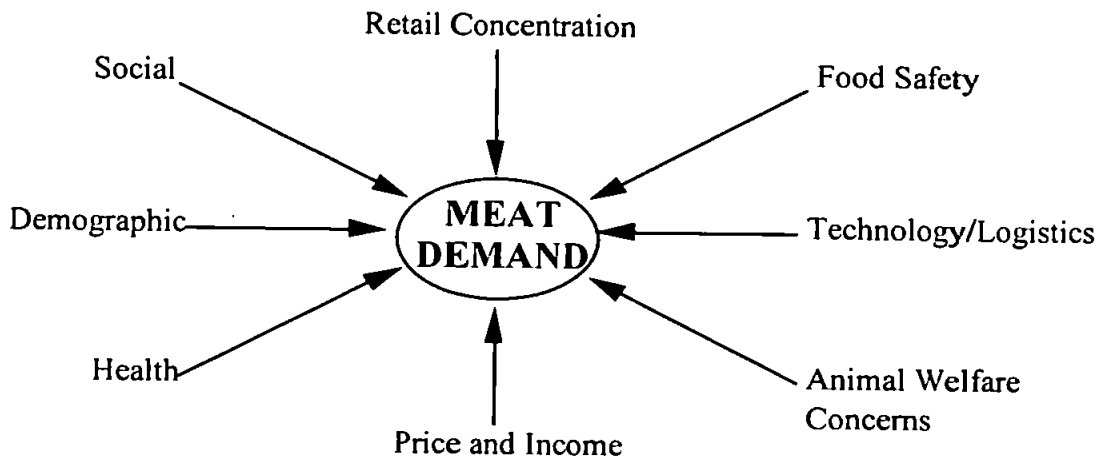 Retail Concentration
Social
Food Safety
MEAT
DEMAND
Demographic
Technology/Logistics
Health
Animal Welfare
Concerns
Price and Income